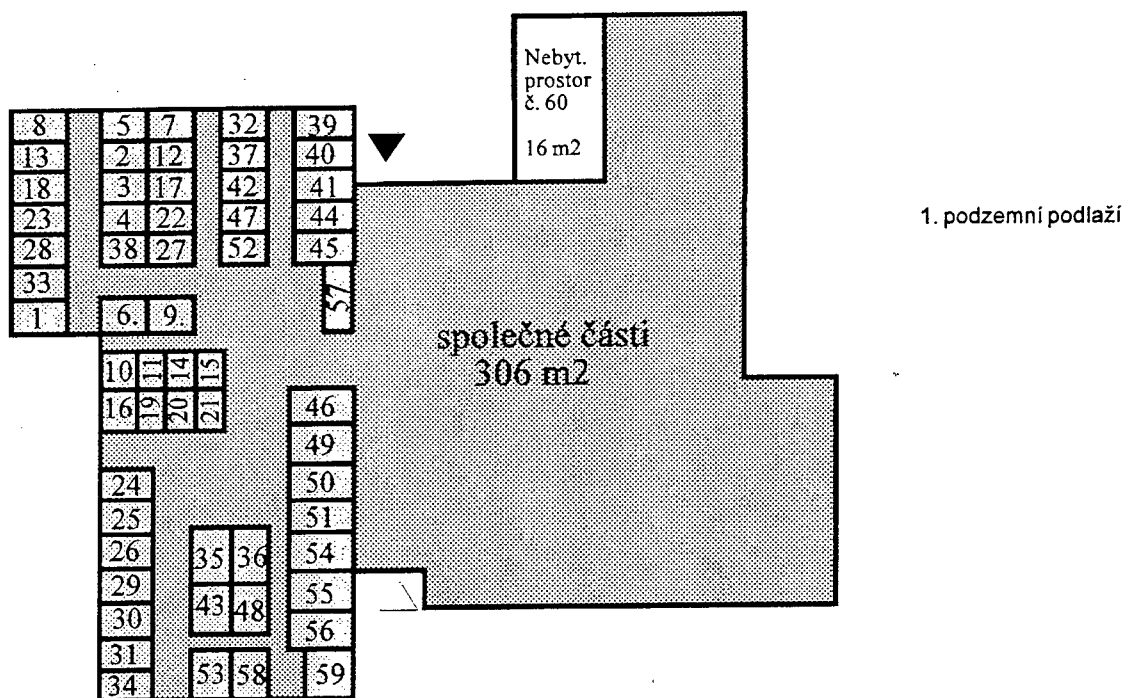 Nebyt.
prostor
č. 60
16 m2
8 5 7 32 39
13 2 12 37 40
18 3 17 42 41
23 4 22 47 44
28 38 27 52 45
33
57
1 6. 9
1. podzemní podlaží
společné částí
306 m2
10 11 14 15
16 19 20 21
46
49
24 50
25 51
26 35 36 54
29 55
30 43 48
56
31
34 53 58 59